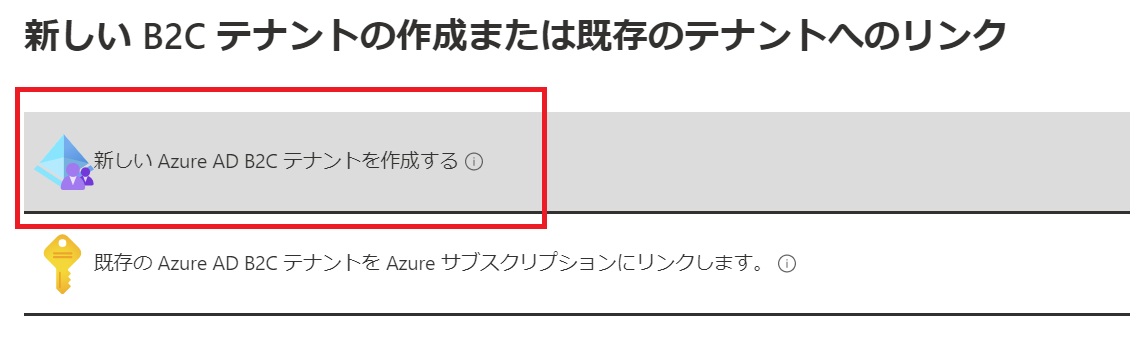 新しい B2C テナントの作成または既存のテナントへのリンク
新しい Azure AD B2C テナントを作成する
既存の Azure AD B2C テナントを Azure サブスクリプションにリンクします。